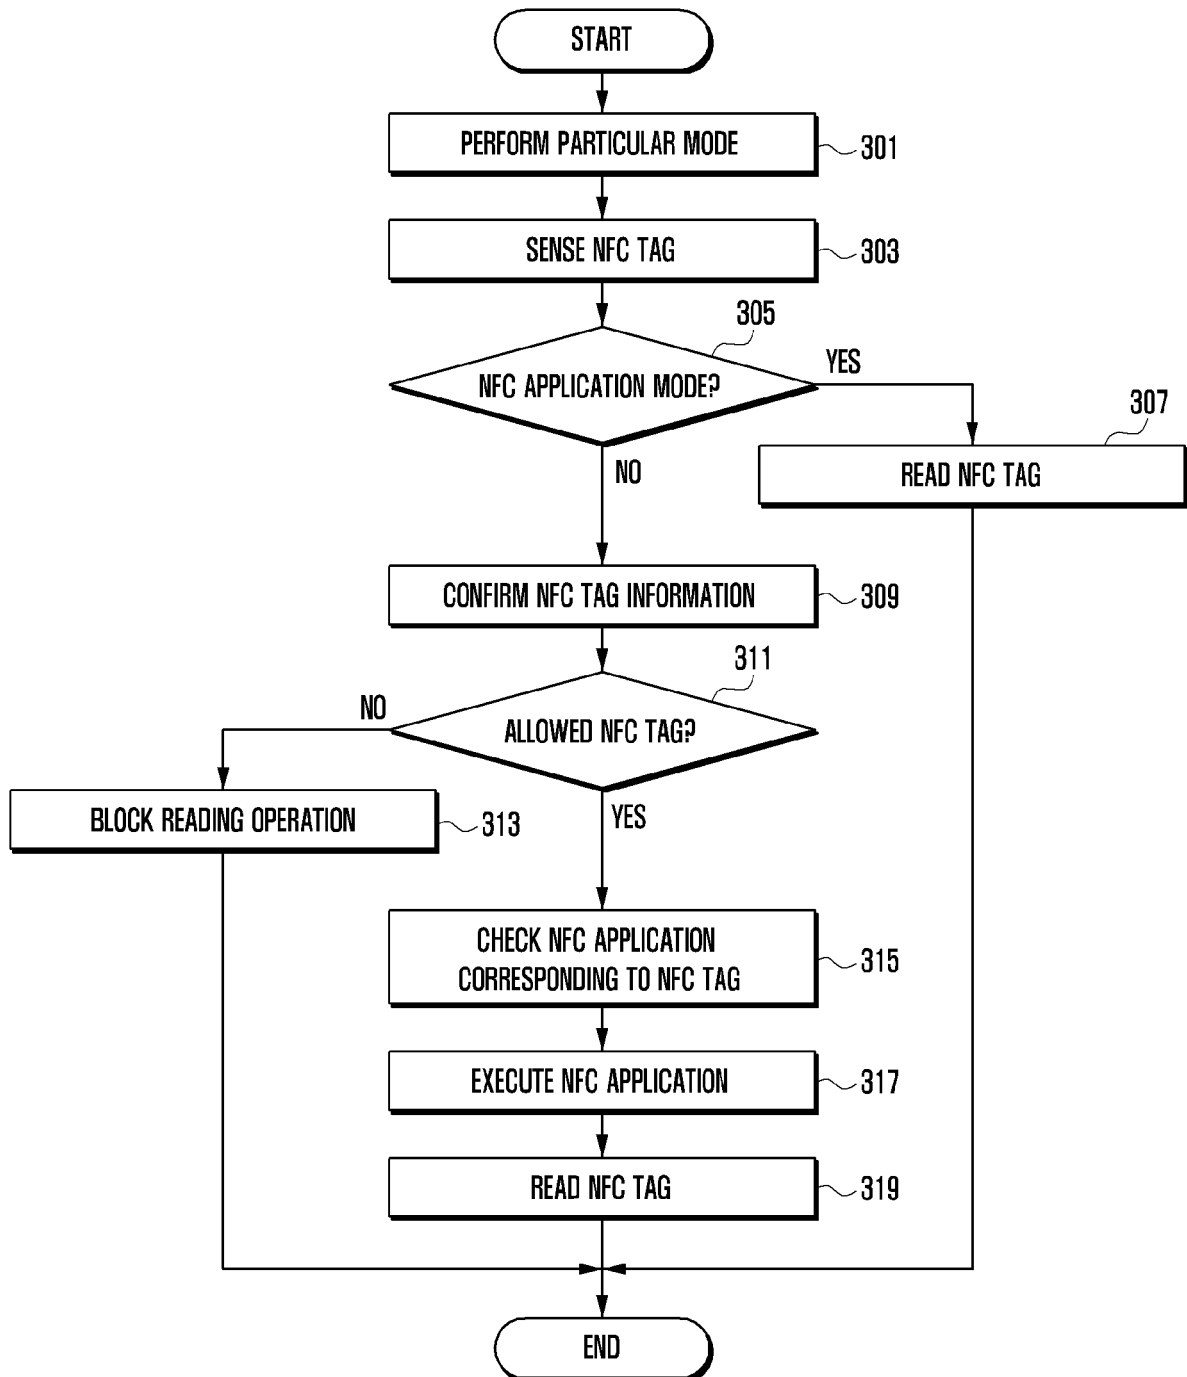 START
PERFORM PARTICULAR MODE
301
SENSE NFC TAG
303
305
NFC APPLICATION MODE?
YES
307
READ NFC TAG
NO
CONFIRM NFC TAG INFORMATION
309
311
ALLOWED NFC TAG?
NO
BLOCK READING OPERATION
313
YES
CHECK NFC APPLICATION
CORRESPONDING TO NFC TAG
315
EXECUTE NFC APPLICATION
317
READ NFC TAG
319
END